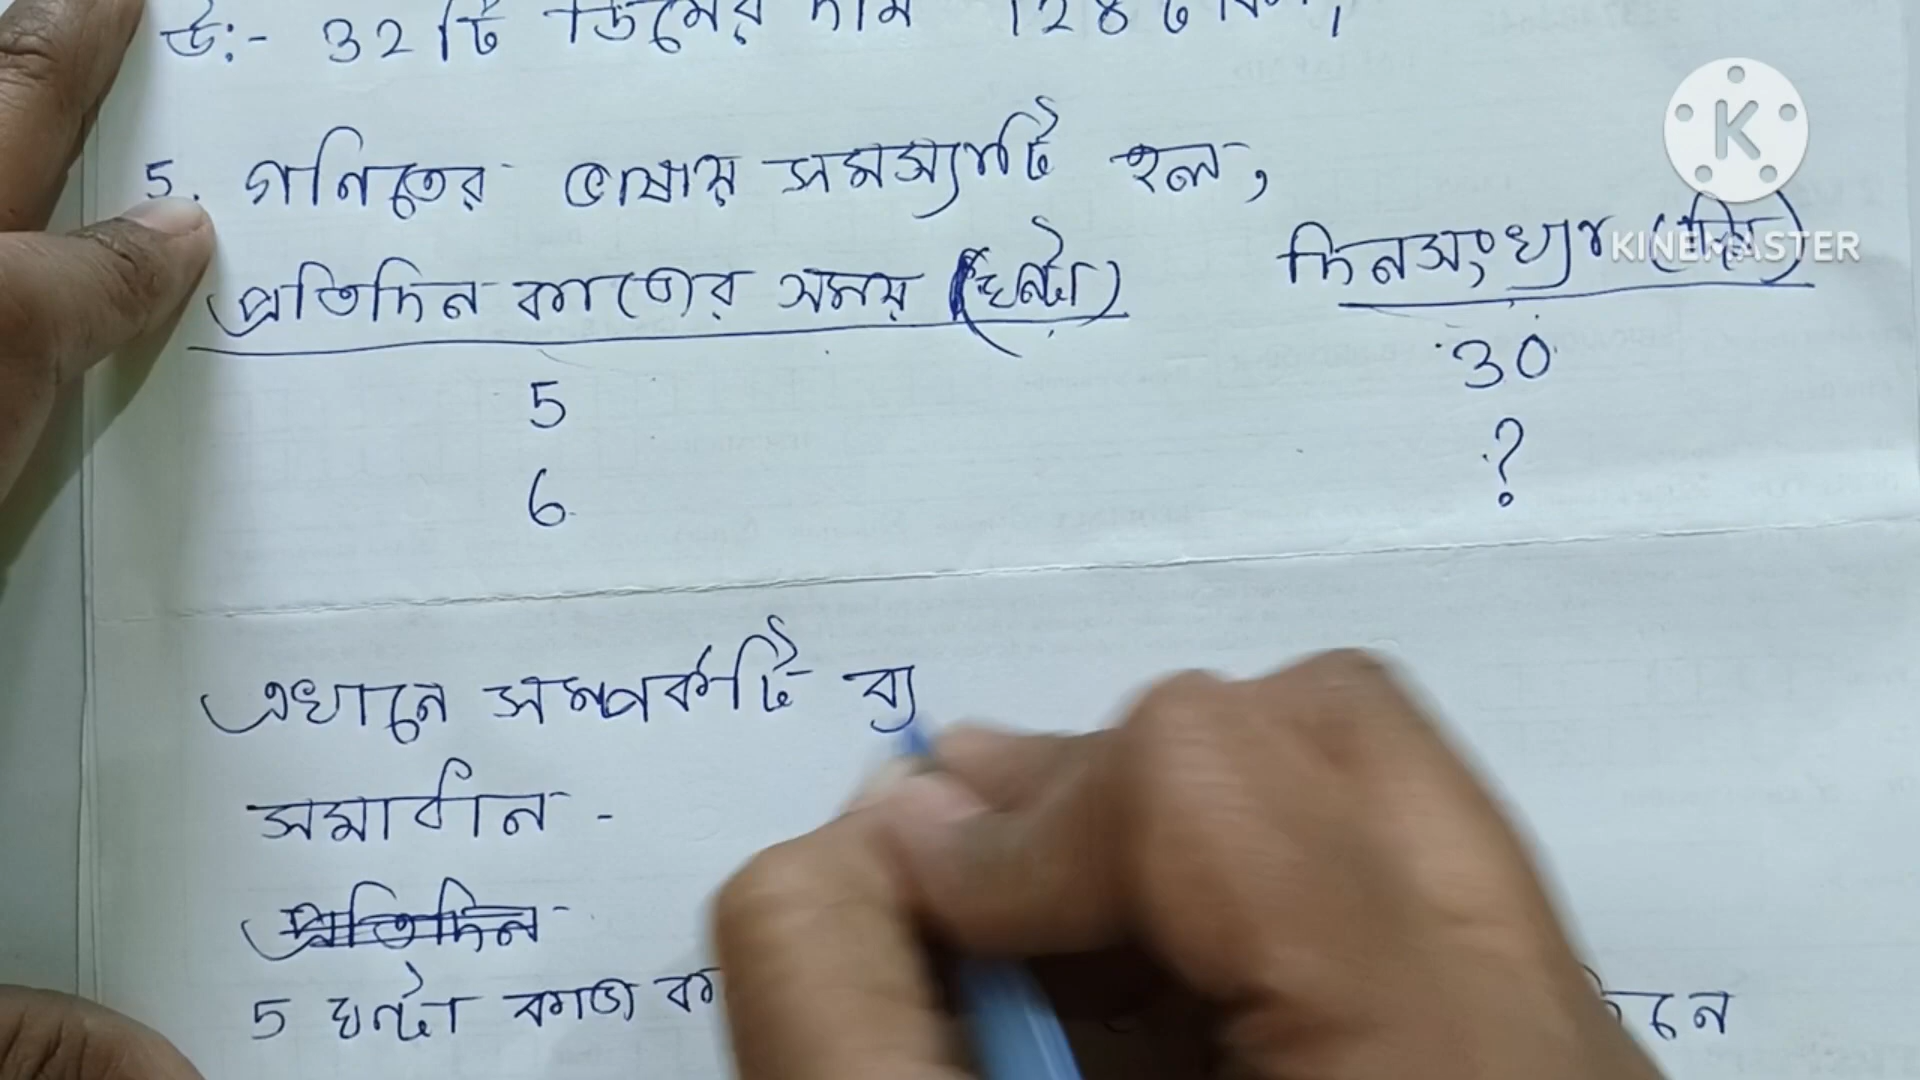 উ:- 32 টি ডিমের দাম 128 টাকা।
5. গনিতের ভাষায় সমস্যাটি হল,
প্রতিদিন কাজের সময় (ঘন্টা) দিনসংখ্যা (দিন)
5 30
6 ?
এখানে সম্পর্কটি ব্য
সমাধান -
প্রতিদিন
5 ঘন্টা কাজ ক
K
KINEMASTER